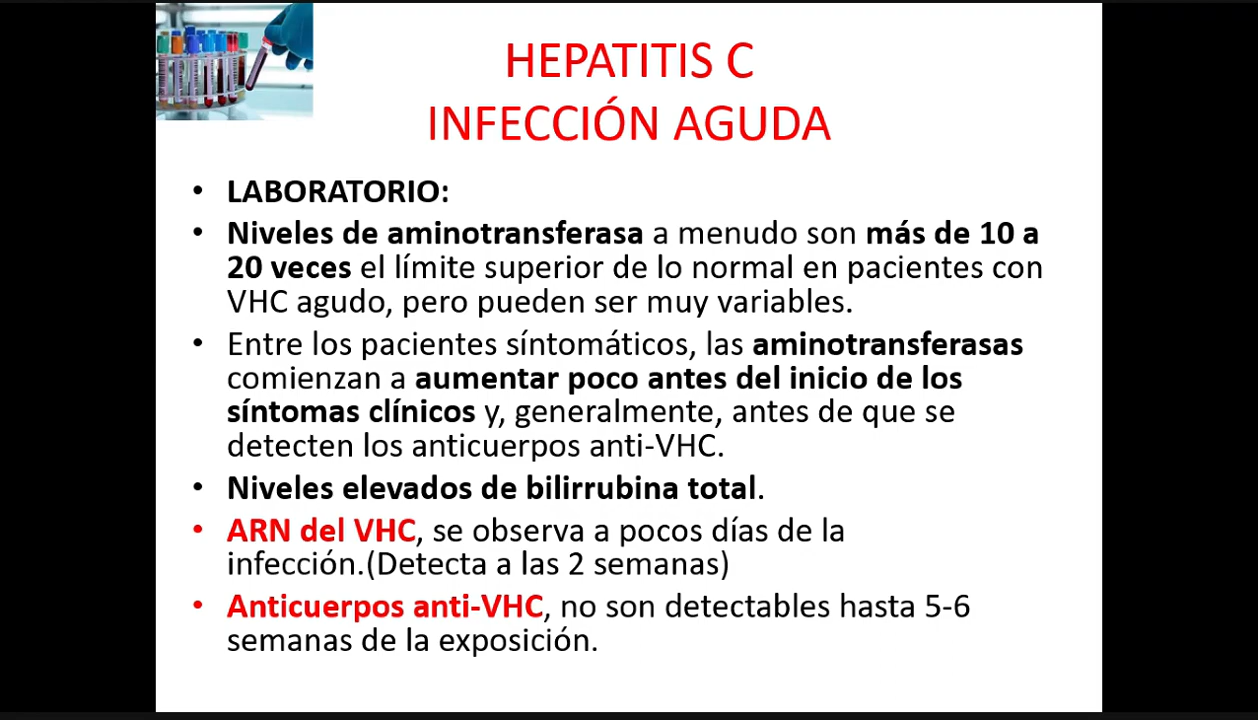 HEPATITIS C
INFECCIÓN AGUDA
• LABORATORIO:
• Niveles de aminotransferasa a menudo son más de 10 a
20 veces el límite superior de lo normal en pacientes con
VHC agudo, pero pueden ser muy variables.
• Entre los pacientes síntomáticos, las aminotransferasas
comienzan a aumentar poco antes del inicio de los
síntomas clínicos y, generalmente, antes de que se
detecten los anticuerpos anti-VHC.
• Niveles elevados de bilirrubina total.
• ARN del VHC, se observa a pocos días de la
infección.(Detecta a las 2 semanas)
• Anticuerpos anti-VHC, no son detectables hasta 5-6
semanas de la exposición.